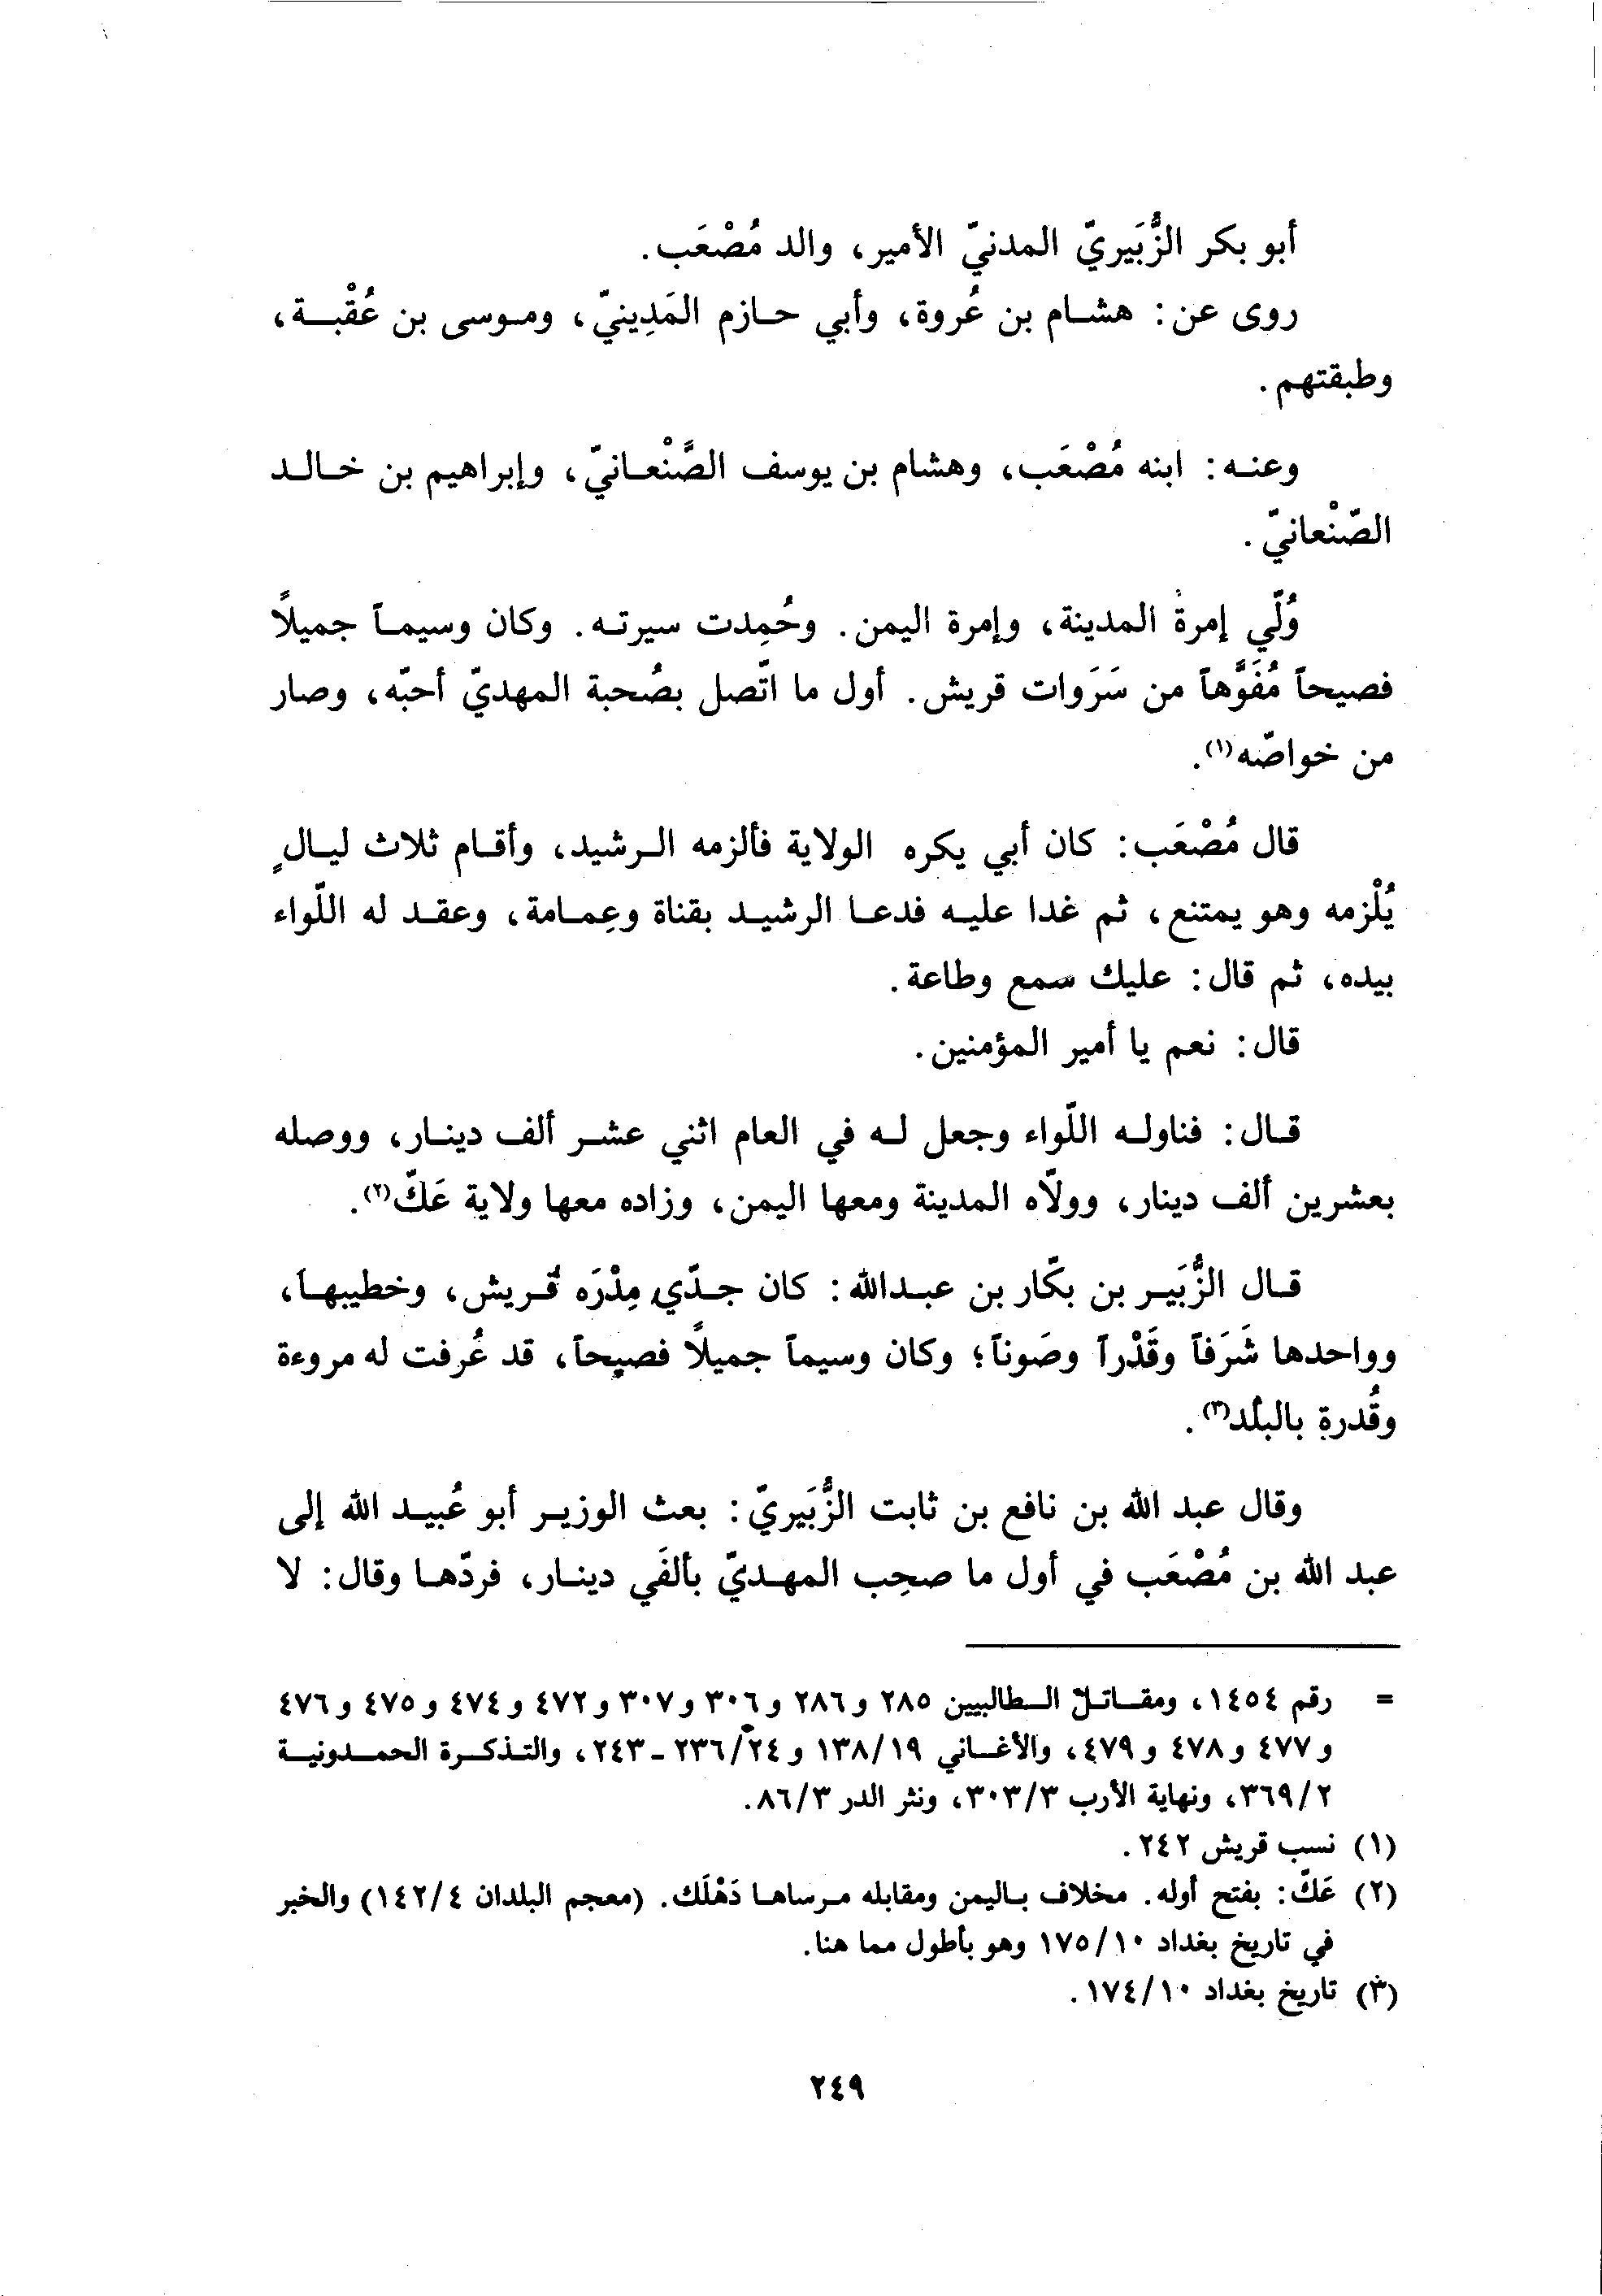 أبو بكر الزُّبَيريّ المدنيّ الأمير، والد مُصْعَب.
روى عن: هشام بن عُروة، وأبي حازم المَدِينيّ، وموسى بن عُقْبة،
وطبقتهم.
وعنه: ابنه مُصْعَب، وهشام بن يوسف الصَّنْعانيّ، وإبراهيم بن خالد
الصّنْعانيّ.
وُلّي إمرة المدينة، وإمرة اليمن. وحُمِدت سيرته. وكان وسيماً جميلاً
فصيحاً مُفَوَّهاً من سَرَوات قريش. أول ما اتّصل بصُحبة المهديّ أحبّه، وصار
من خواصّه(١).
قال مُصْعَب: كان أبي يكره الولاية فألزمه الرشيد، وأقام ثلاث ليالٍ
يُلْزمه وهو يمتنع، ثم غدا عليه فدعا الرشيد بقناة وعِمامة، وعقد له اللّواء
بيده، ثم قال: عليك سمع وطاعة.
قال: نعم يا أمير المؤمنين.
قال: فناوله اللّواء وجعل له في العام اثني عشر ألف دينار، ووصله
بعشرين ألف دينار، وولاّه المدينة ومعها اليمن، وزاده معها ولاية عَكّ(٢).
قال الزُّبَير بن بكّار بن عبدالله: كان جدّي مِدْرَه قُريش، وخطيبها،
وواحدها شَرَفاً وقَدْراً وصَوناً؛ وكان وسيماً جميلاً فصيحاً، قد عُرفت له مروءة
وقُدرة بالبلد(٣).
وقال عبد الله بن نافع بن ثابت الزُّبَيريّ: بعث الوزير أبو عُبيد الله إلى
عبد الله بن مُصْعَب في أول ما صحِب المهديّ بألفَي دينار، فردّها وقال: لا
= رقم ١٤٥٤، ومقاتل الطالبيين ٢٨٥ و٢٨٦ و٣٠٦ و٣٠٧ و٤٧٢ و٤٧٤ و٤٧٥ و٤٧٦
و٤٧٧ و٤٧٨ و٤٧٩، والأغاني ١٣٨/١٩ و٢٣٦/٢٤ - ٢٤٣، والتذكرة الحمدونية
٣٦٩/٢، ونهاية الأرب ٣٠٣/٣، ونثر الدر ٨٦/٣.
(١) نسب قريش ٢٤٢.
(٢) عَكّ: بفتح أوله. مخلاف باليمن ومقابله مرساها دَهْلَك. (معجم البلدان ١٤٢/٤) والخبر
في تاريخ بغداد ١٧٥/١٠ وهو بأطول مما هنا.
(٣) تاريخ بغداد ١٧٤/١٠.
٢٤٩